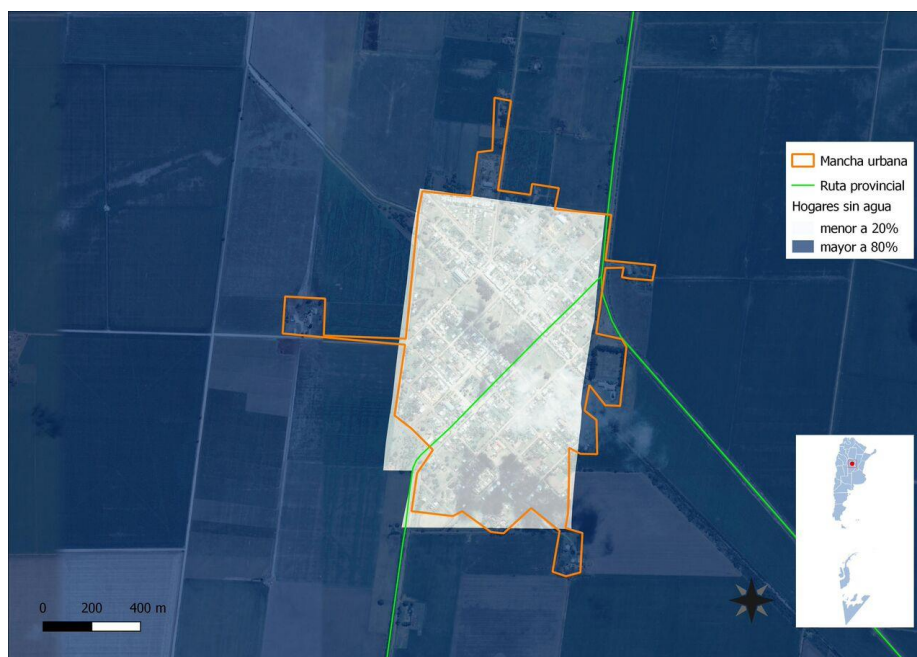 Mancha urbana
Ruta provincial
Hogares sin agua
menor a 20%
mayor a 80%
0 200 400 m